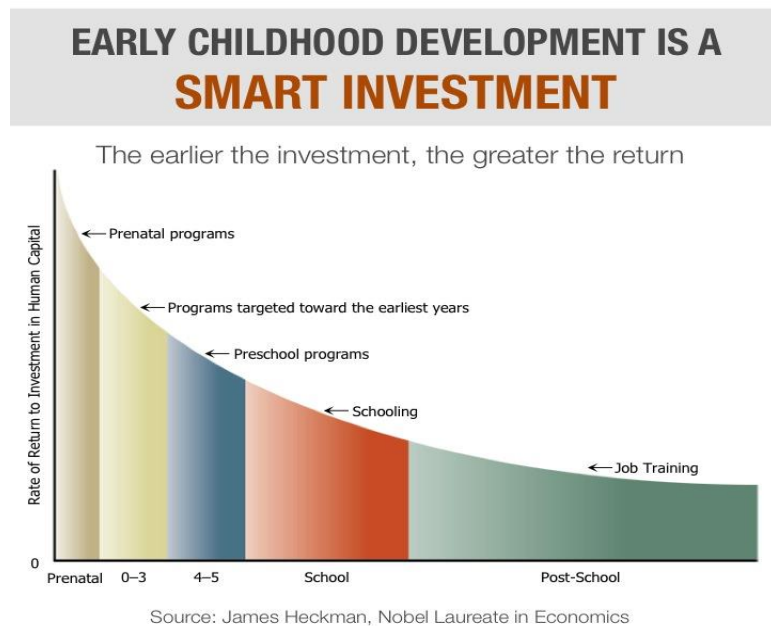 EARLY CHILDHOOD DEVELOPMENT IS A
SMART INVESTMENT
The earlier the investment, the greater the return
Rate of Return to Investment in Human Capital
Prenatal programs
Programs targeted toward the earliest years
Preschool programs
Schooling
Job Training
0
Prenatal 0–3 4–5 School Post-School
Source: James Heckman, Nobel Laureate in Economics